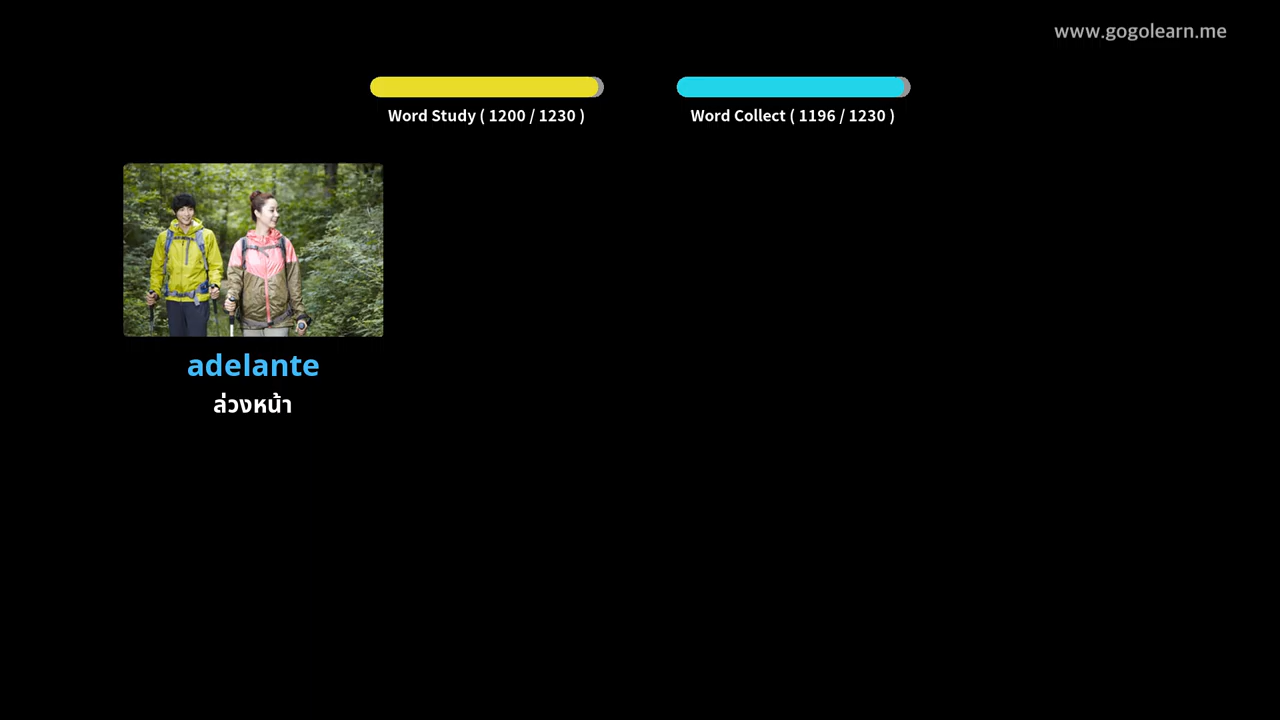 www.gogolearn.me
Word Study ( 1200 / 1230 )
Word Collect ( 1196 / 1230 )
adelante
ล่วงหน้า